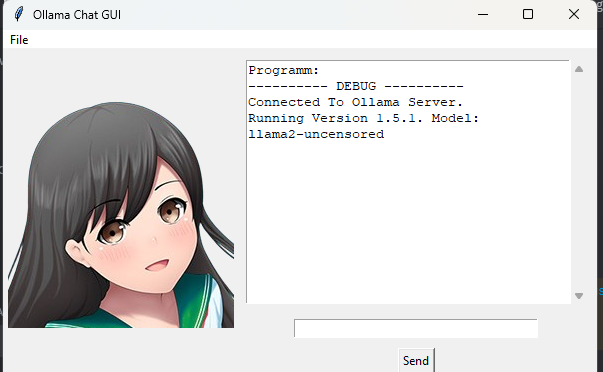 Ollama Chat GUI
File
Programm:
---------- DEBUG ----------
Connected To Ollama Server.
Running Version 1.5.1. Model:
llama2-uncensored
Send